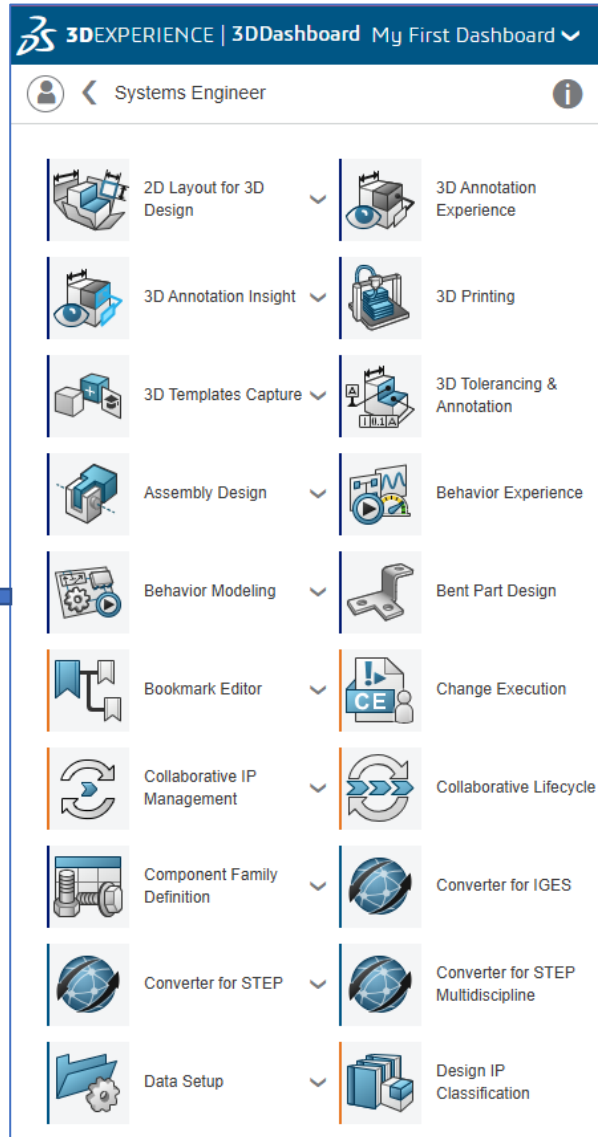 3DEXPERIENCE | 3DDashboard My First Dashboard
Systems Engineer
2D Layout for 3D
Design
3D Annotation
Experience
3D Annotation Insight
3D Printing
3D Templates Capture
3D Tolerancing &
Annotation
Assembly Design
Behavior Experience
Behavior Modeling
Bent Part Design
Bookmark Editor
CE
Change Execution
Collaborative IP
Management
Collaborative Lifecycle
Component Family
Definition
Converter for IGES
Converter for STEP
Converter for STEP
Multidiscipline
Data Setup
Design IP
Classification